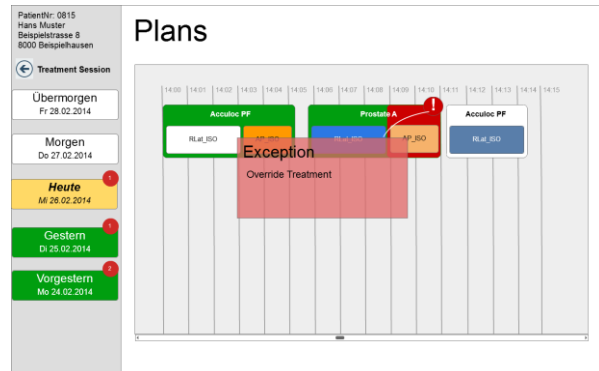 PatientNr: 0815
Hans Muster
Beispielstrasse 8
8000 Beispielhausen
Treatment Session
Übermorgen
Fr 28.02.2014
Morgen
Do 27.02.2014
1
Heute
Mi 26.02.2014
1
Gestern
Di 25.02.2014
2
Vorgestern
Mo 24.02.2014
Plans
14:00 14:01 14:02 14:03 14:04 14:05 14:06 14:07 14:08 14:09 14:10 14:11 14:12 14:13 14:14 14:15
Acculoc PF
Prostate A
!
Acculoc PF
RLat_ISO
AP_ISO
RLat_ISO
AP_ISO
RLat_ISO
Exception
Override Treatment